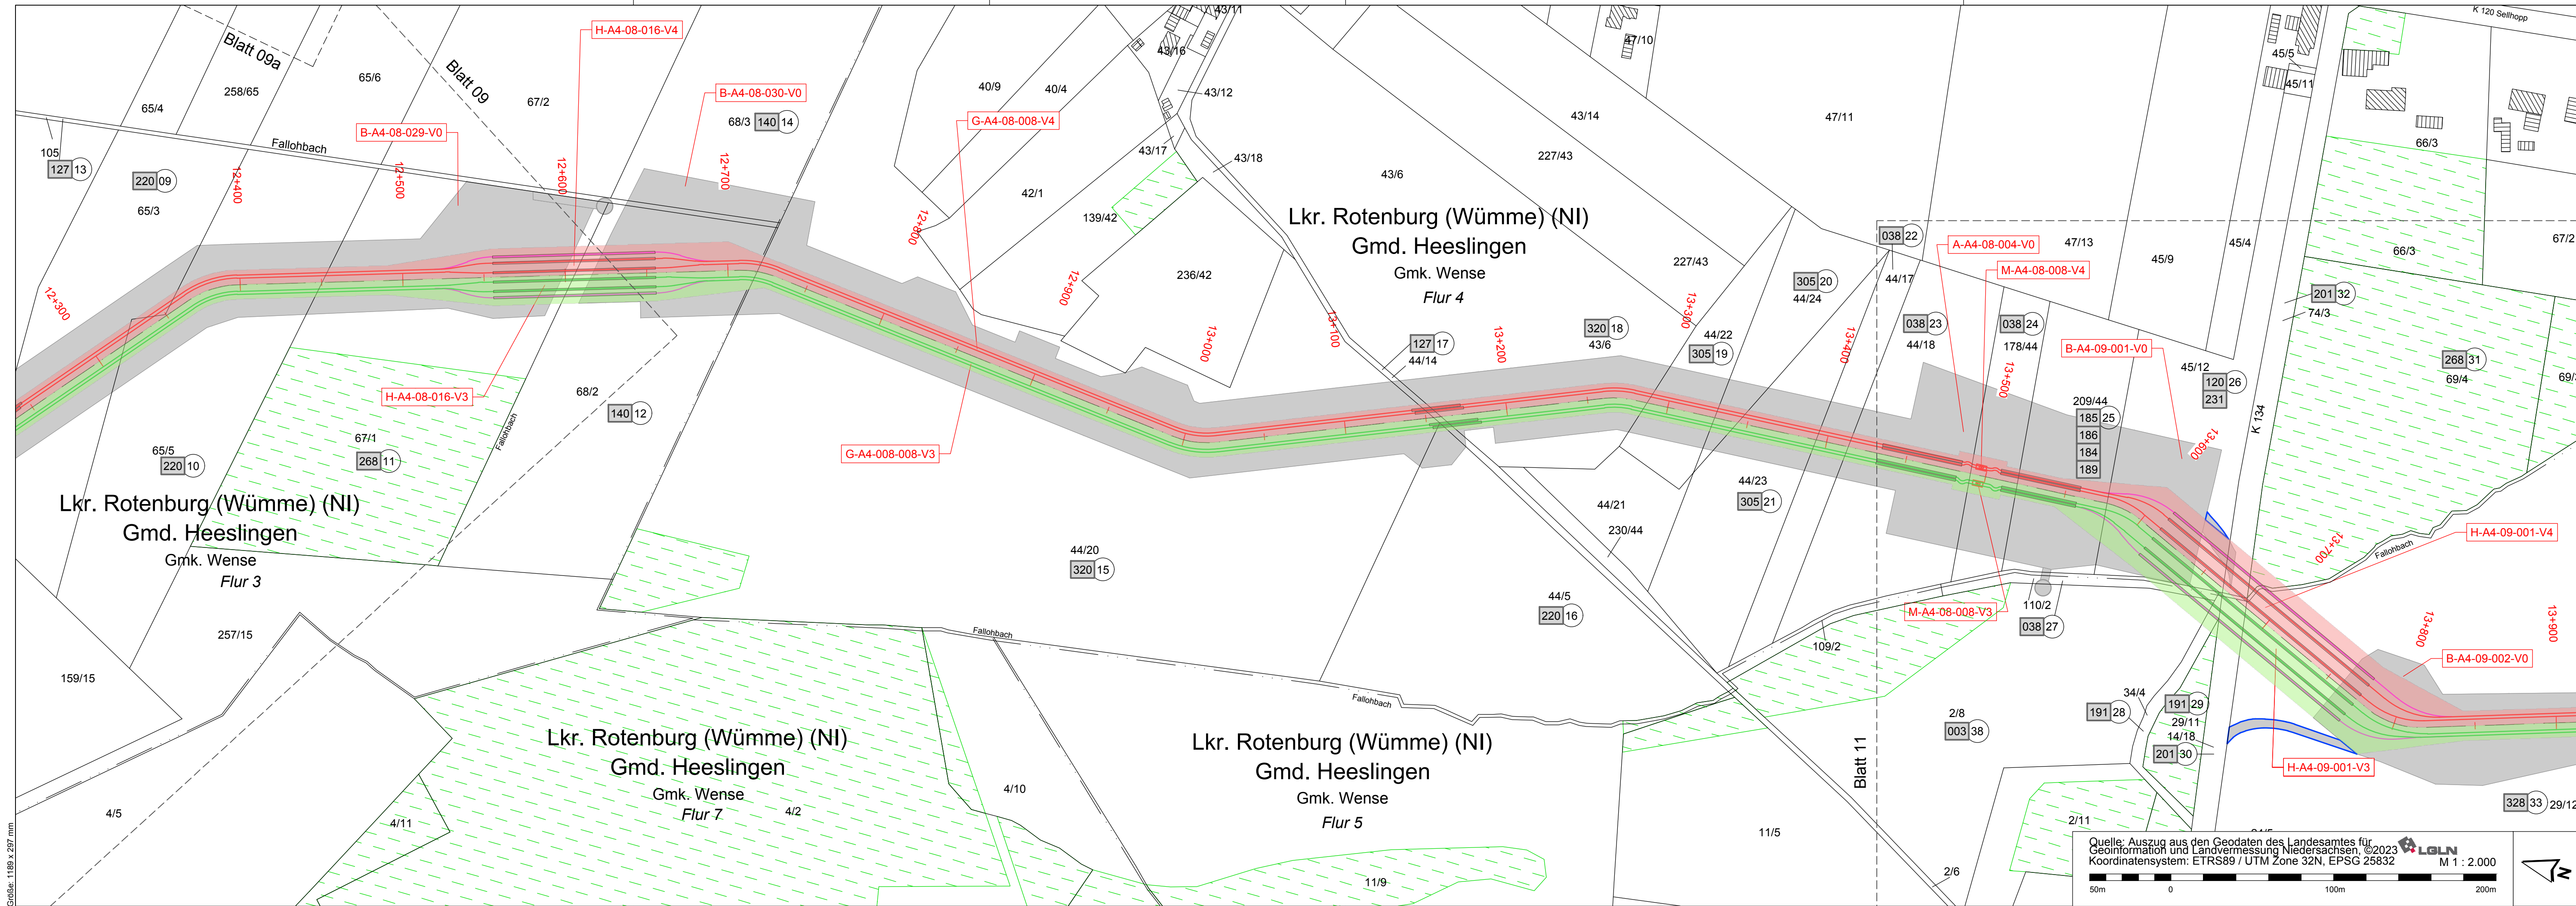 43/11
K 120 Sellhopp
H-A4-08-016-V4
Blatt 09a
43/16
47/10
45/5
65/6
Blatt 09
45/11
258/65
40/9
40/4
43/12
B-A4-08-030-V0
67/2
65/4
43/14
47/11
G-A4-08-008-V4
68/3 140 14
B-A4-08-029-V0
66/3
Fallohbach
105
127 13
43/17
43/18
227/43
220 09
12+400
12+500
12+600
12+700
43/6
65/3
42/1
139/42
12+800
Lkr. Rotenburg (Wümme) (NI)
Gmd. Heeslingen
Gmk. Wense
Flur 4
038 22
A-A4-08-004-V0
47/13
45/4
67/2
66/3
45/9
227/43
M-A4-08-008-V4
236/42
305 20
44/24
44/17
12+900
201 32
74/3
12+300
13+000
13+100
13+200
13+300
13+400
320 18
43/6
44/22
305 19
038 23
44/18
038 24
178/44
127 17
44/14
B-A4-09-001-V0
268 31
69/4
45/12
120 26
231
13+500
H-A4-08-016-V3
68/2
140 12
209/44
185 25
186
184
189
K 134
Fallohbach
67/1
268 11
65/5
220 10
G-A4-008-008-V3
13+600
44/23
305 21
44/21
230/44
Lkr. Rotenburg (Wümme) (NI)
Gmd. Heeslingen
Gmk. Wense
Flur 3
H-A4-09-001-V4
13+700
Fallohbach
44/20
320 15
44/5
220 16
M-A4-08-008-V3
110/2
038 27
257/15
Fallohbach
13+800
13+900
109/2
B-A4-09-002-V0
159/15
Fallohbach
34/4
191 28
191 29
29/11
14/18
201 30
2/8
003 38
Blatt 11
Lkr. Rotenburg (Wümme) (NI)
Gmd. Heeslingen
Gmk. Wense
Flur 7
Lkr. Rotenburg (Wümme) (NI)
Gmd. Heeslingen
Gmk. Wense
Flur 5
H-A4-09-001-V3
4/10
328 33 29/12
4/5
4/11
4/2
11/5
2/11
2/6
11/9
Größe: 1189 x 297 mm
Quelle: Auszug aus den Geodaten des Landesamtes für
Geoinformation und Landvermessung Niedersachsen, ©2023 LGLN
Koordinatensystem: ETRS89 / UTM Zone 32N, EPSG 25832 M 1 : 2.000
50m 0 100m 200m
N